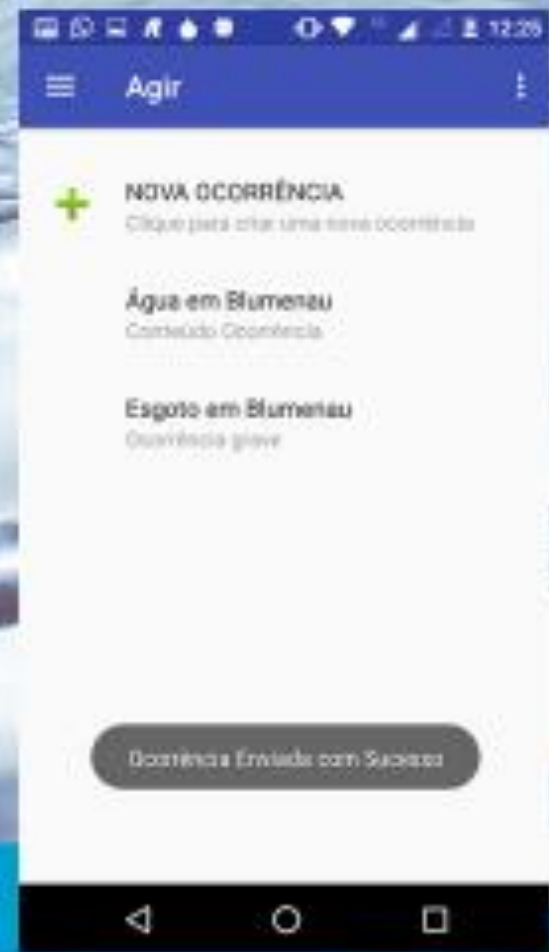 12:26
Agir
NOVA OCORRÊNCIA
Clique para criar uma nova ocorrência
Água em Blumenau
Conteúdo Ocorrência
Esgoto em Blumenau
Ocorrência grave
Ocorrência Enviada com Sucesso